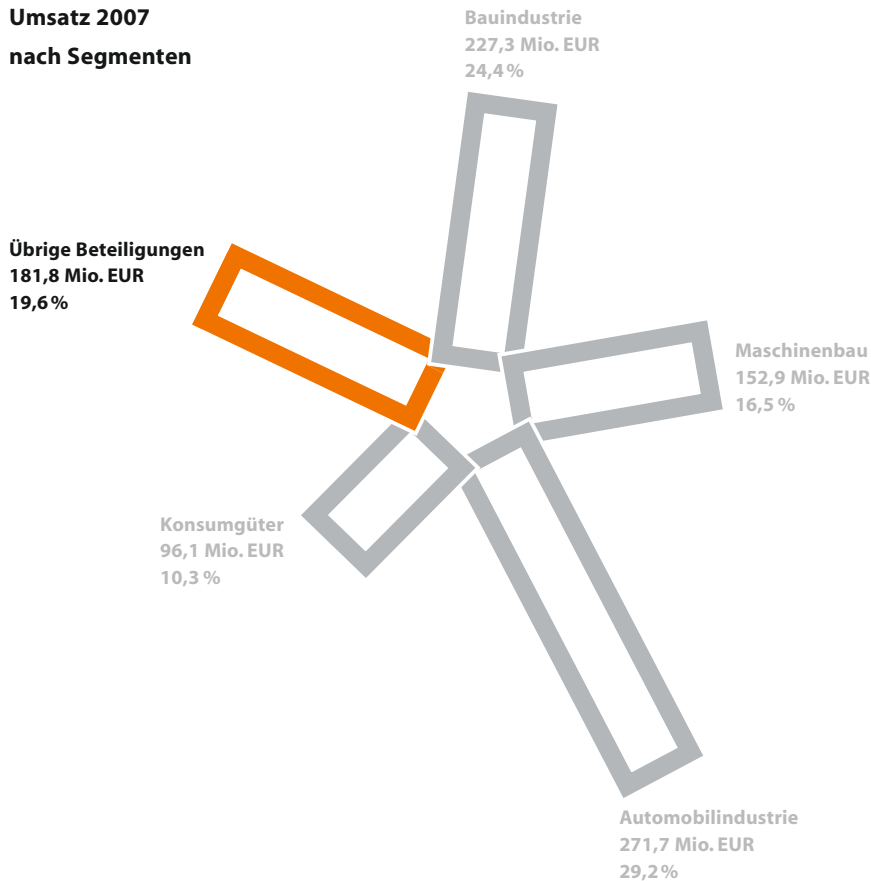 Umsatz 2007
nach Segmenten
Bauindustrie
227,3 Mio. EUR
24,4 %
Übrige Beteiligungen
181,8 Mio. EUR
19,6 %
Maschinenbau
152,9 Mio. EUR
16,5 %
Konsumgüter
96,1 Mio. EUR
10,3 %
Automobilindustrie
271,7 Mio. EUR
29,2 %